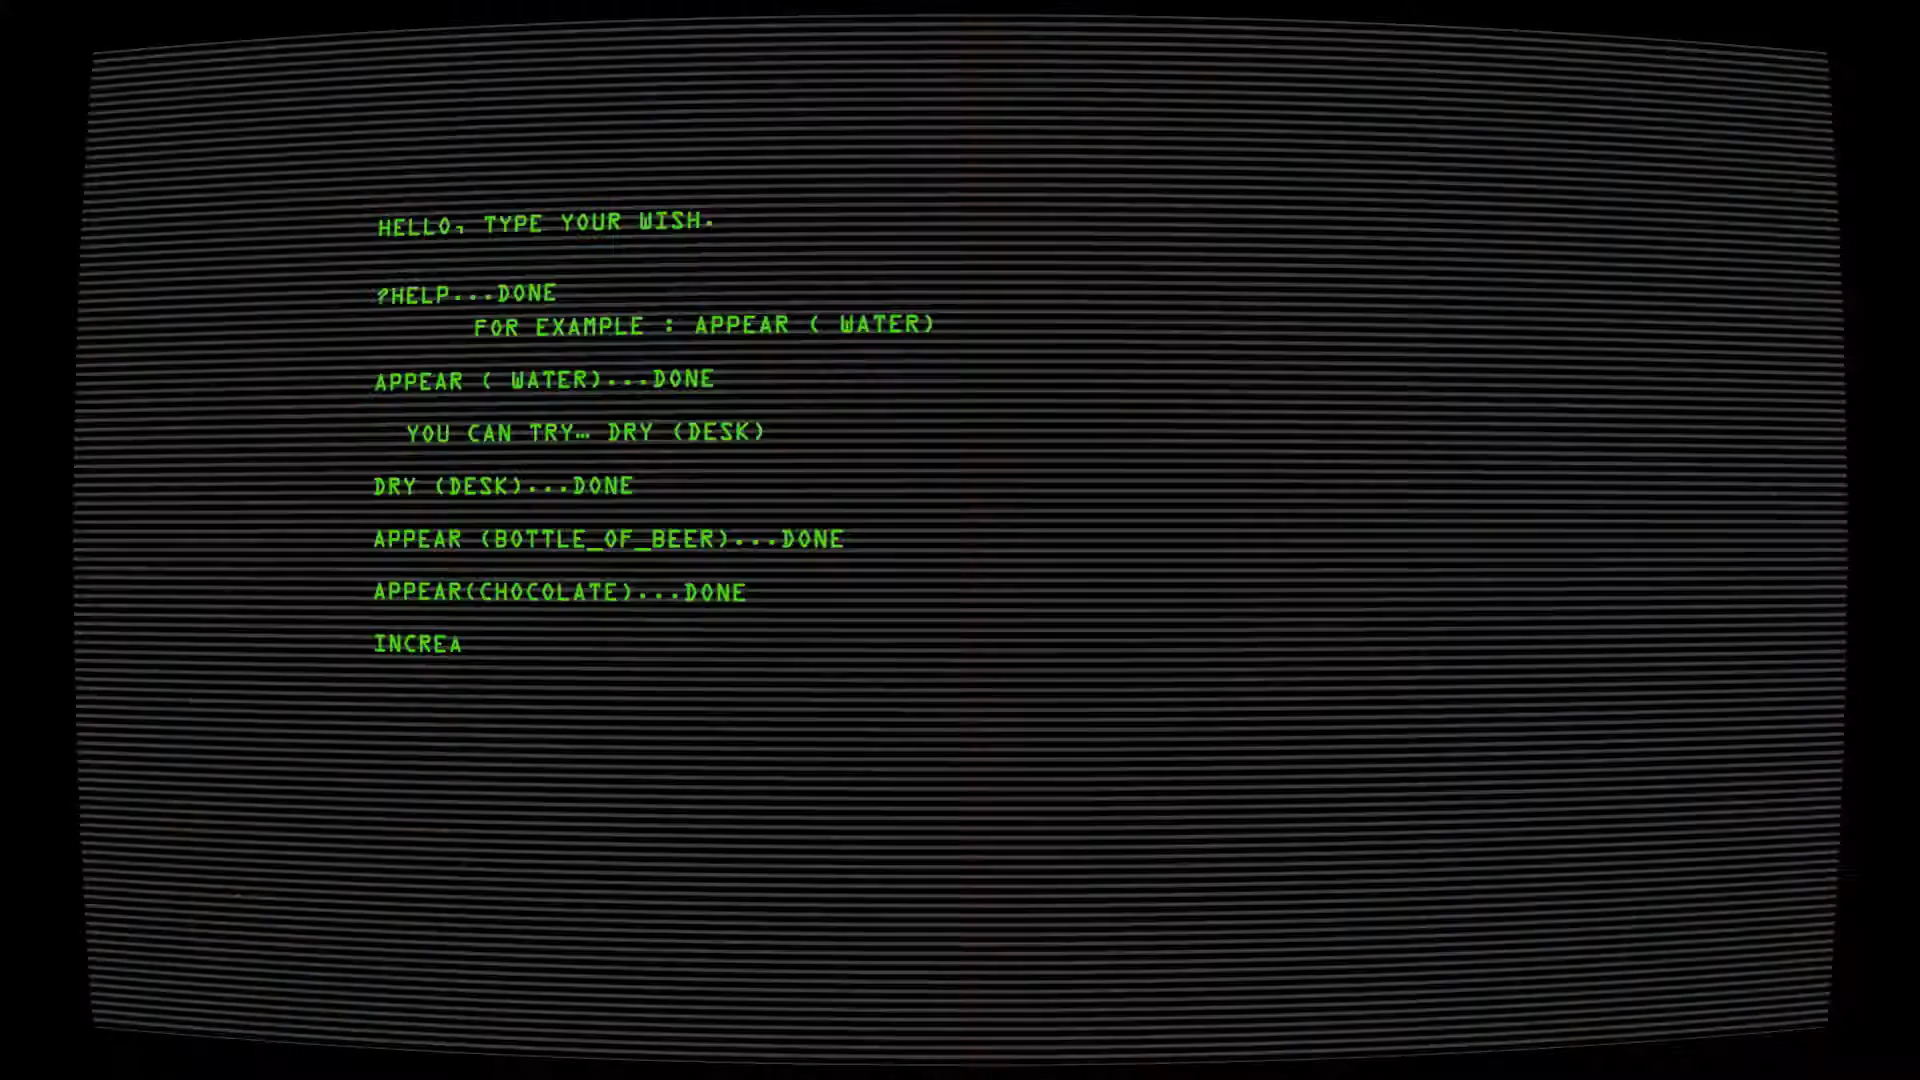 HELLO, TYPE YOUR WISH.
?HELP...DONE
FOR EXAMPLE : APPEAR ( WATER)
APPEAR ( WATER)...DONE
YOU CAN TRY… DRY (DESK)
DRY (DESK)...DONE
APPEAR (BOTTLE_OF_BEER)...DONE
APPEAR(CHOCOLATE)...DONE
INCREA